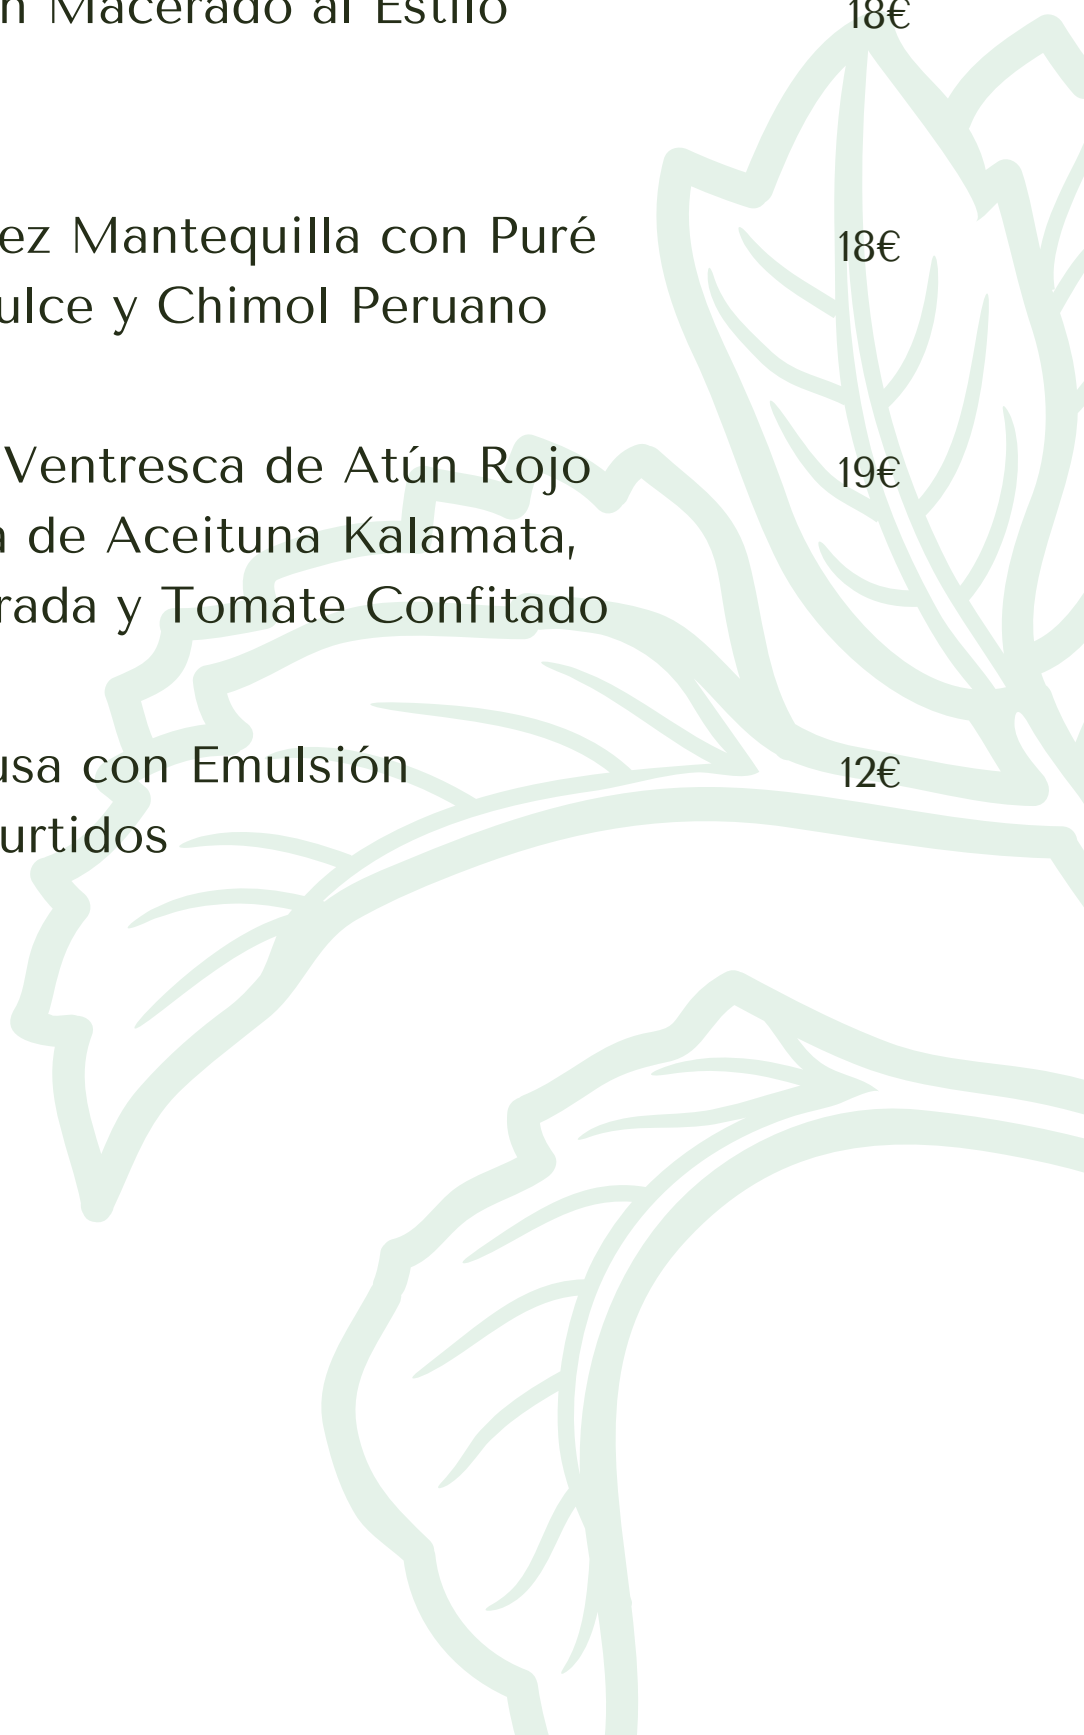 Macerado al Estilo 18€
ez Mantequilla con Puré 18€
ulce y Chimol Peruano
Ventresca de Atún Rojo 19€
de Aceituna Kalamata,
rada y Tomate Confitado
usa con Emulsión 12€
urtidos